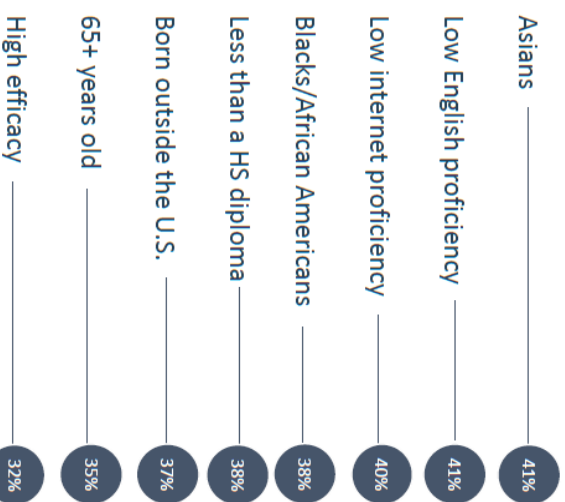 Asians 41%
Low English proficiency 41%
Low internet proficiency 40%
Blacks/African Americans 38%
Less than a HS diploma 38%
Born outside the U.S. 37%
65+ years old 35%
High efficacy 32%